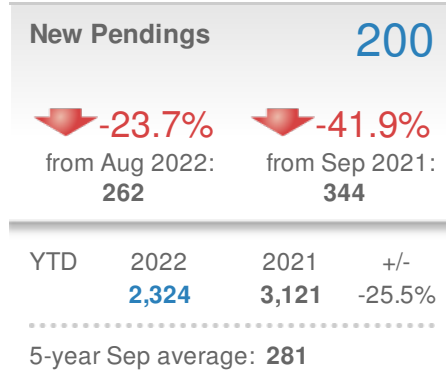 New Pendings 200
-23.7% -41.9%
from Aug 2022: from Sep 2021:
262 344
YTD 2022 2021 +/-
2,324 3,121 -25.5%
5-year Sep average: 281